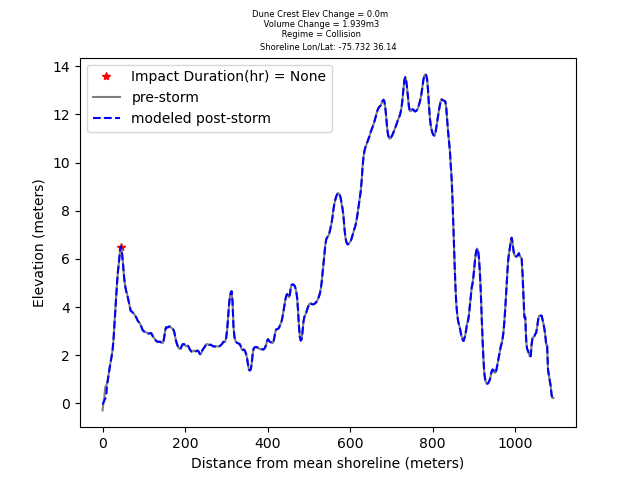 Dune Crest Elev Change = 0.0m
Volume Change = 1.939m3
Regime = Collision
Shoreline Lon/Lat: -75.732 36.14
Impact Duration(hr) = None
pre-storm
modeled post-storm
14
12
10
8
6
4
2
0
Elevation (meters)
0 200 400 600 800 1000
Distance from mean shoreline (meters)